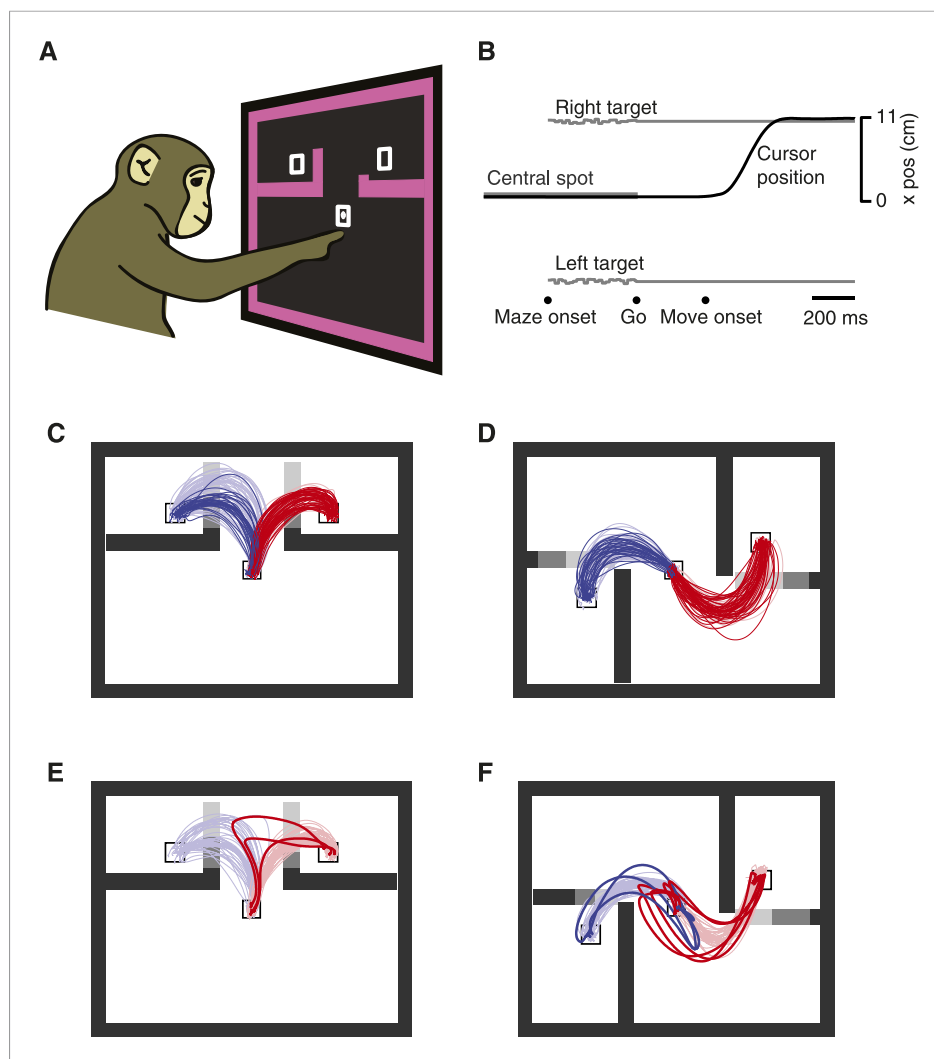 A
B
Right target
11
x pos (cm)
Cursor
position
Central spot
0
Left target
Maze onset
Go
Move onset
200 ms
C
D
E
F